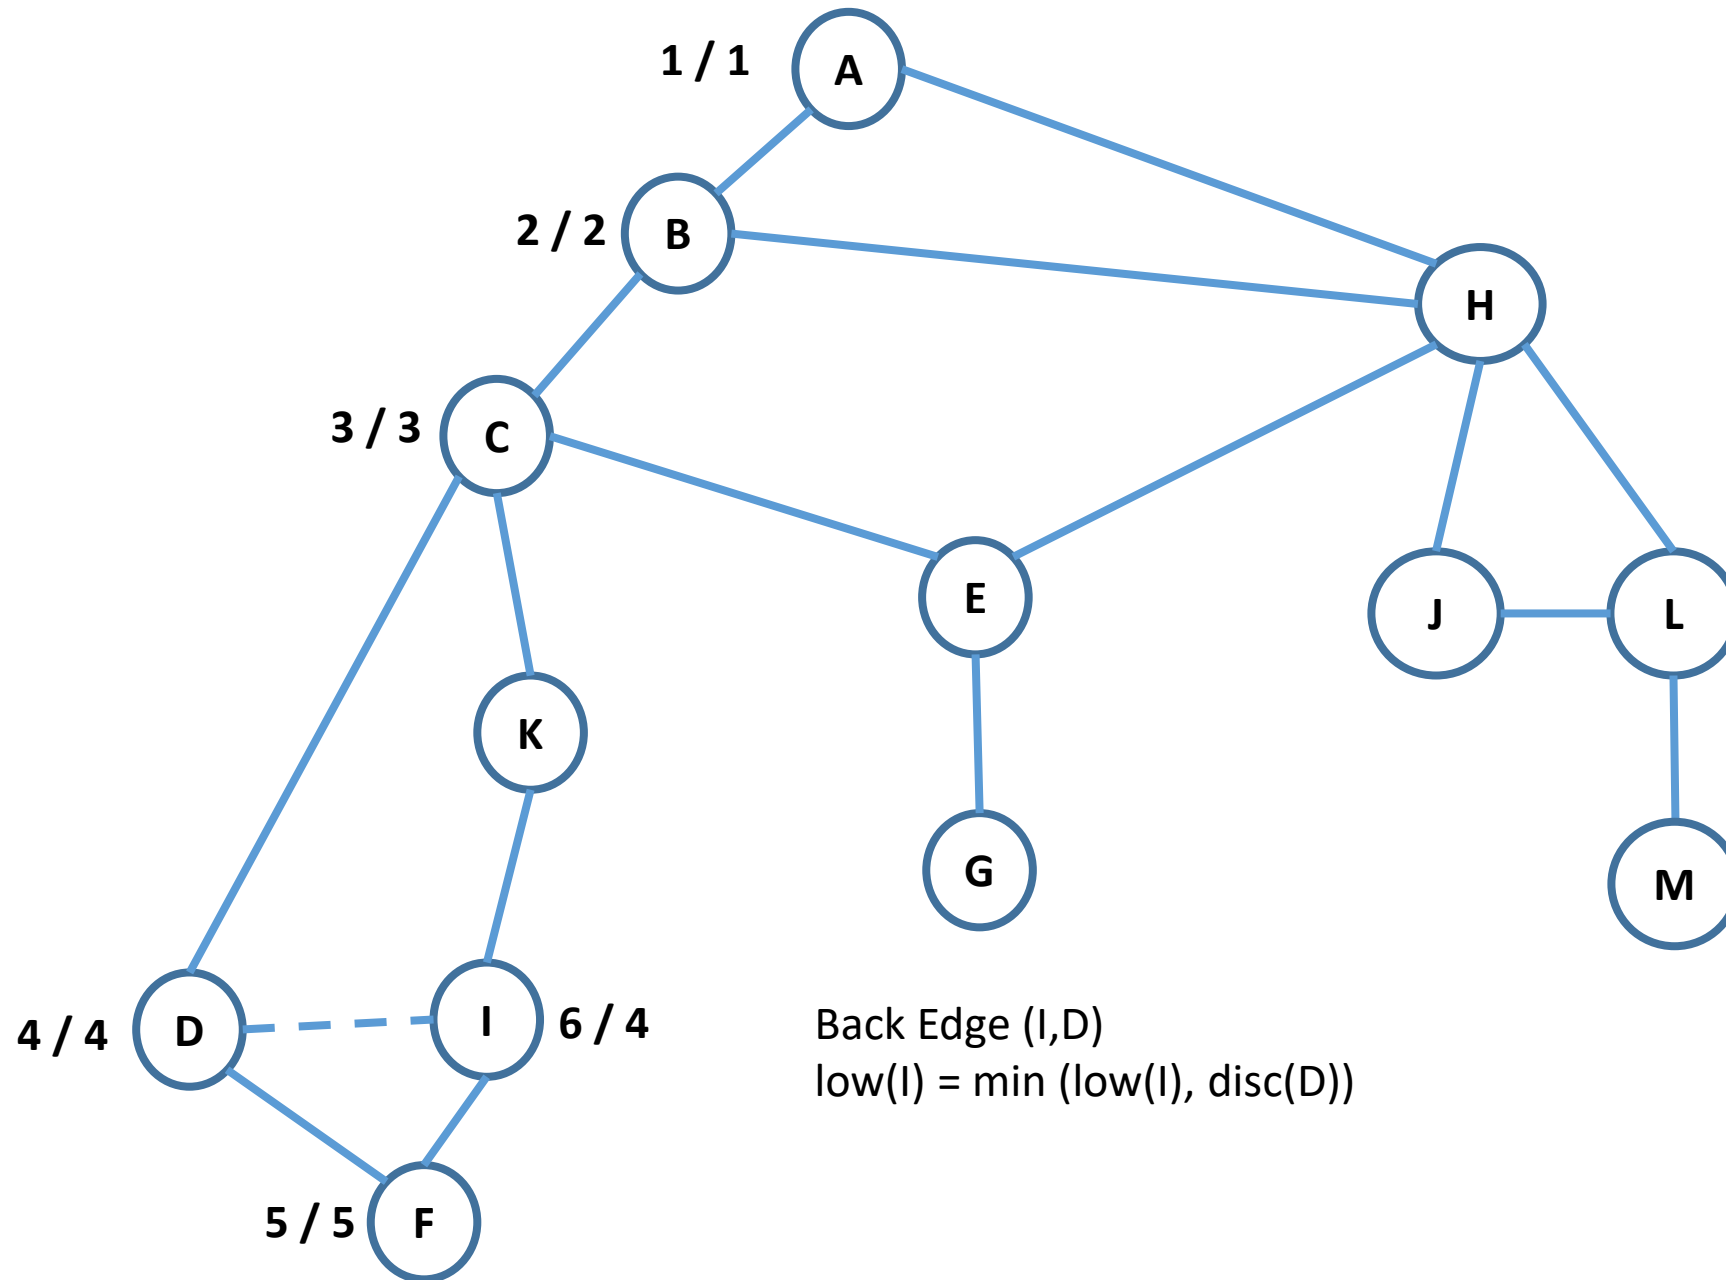 1 / 1
A
2 / 2
B
H
3 / 3
C
E
J
L
K
G
M
4 / 4
D
I
6 / 4
Back Edge (I,D)
low(I) = min (low(I), disc(D))
5 / 5
F